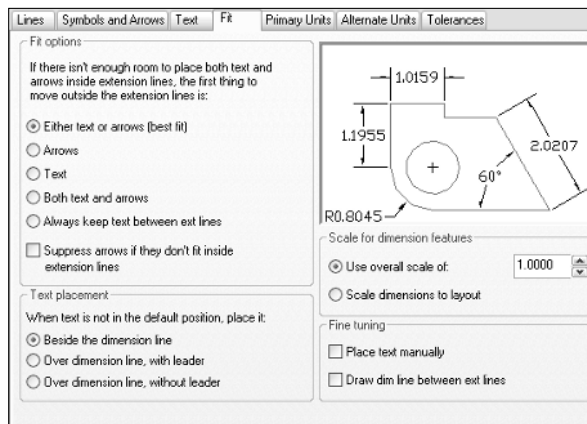 Lines Symbols and Arrows Text Fit Primary Units Alternate Units Tolerances
Fit options
If there isn't enough room to place both text and
arrows inside extension lines, the first thing to
move outside the extension lines is:
Either text or arrows (best fit)
Arrows
Text
Both text and arrows
Always keep text between ext lines
Suppress arrows if they don't fit inside
extension lines
Text placement
When text is not in the default position, place it:
Beside the dimension line
Over dimension line, with leader
Over dimension line, without leader
1.0159
1.1955
2.0207
60°
R0.8045
Scale for dimension features
Use overall scale of: 1.0000
Scale dimensions to layout
Fine tuning
Place text manually
Draw dim line between ext lines